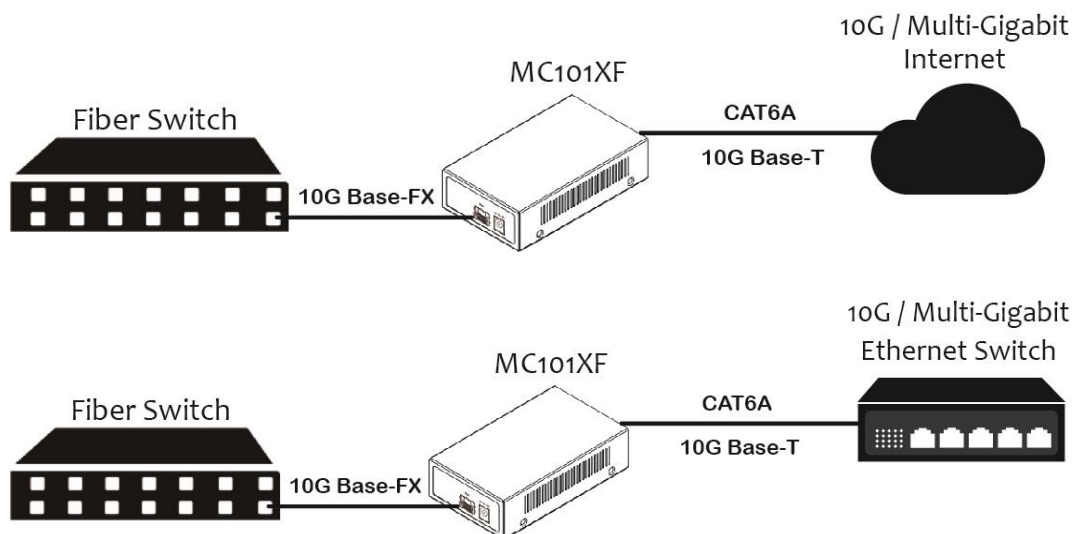 10G / Multi-Gigabit
Internet
MC101XF
Fiber Switch
CAT6A
10G Base-T
10G Base-FX
10G / Multi-Gigabit
Ethernet Switch
MC101XF
Fiber Switch
CAT6A
10G Base-T
10G Base-FX